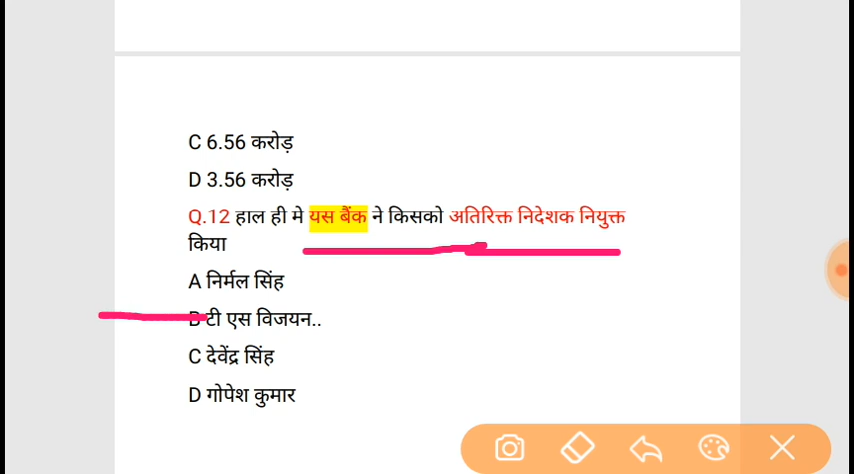 C 6.56 करोड़
D 3.56 करोड़
Q.12 हाल ही मे यस बैंक ने किसको अतिरिक्त निदेशक नियुक्त
किया
A निर्मल सिंह
B टी एस विजयन..
C देवेंद्र सिंह
D गोपेश कुमार